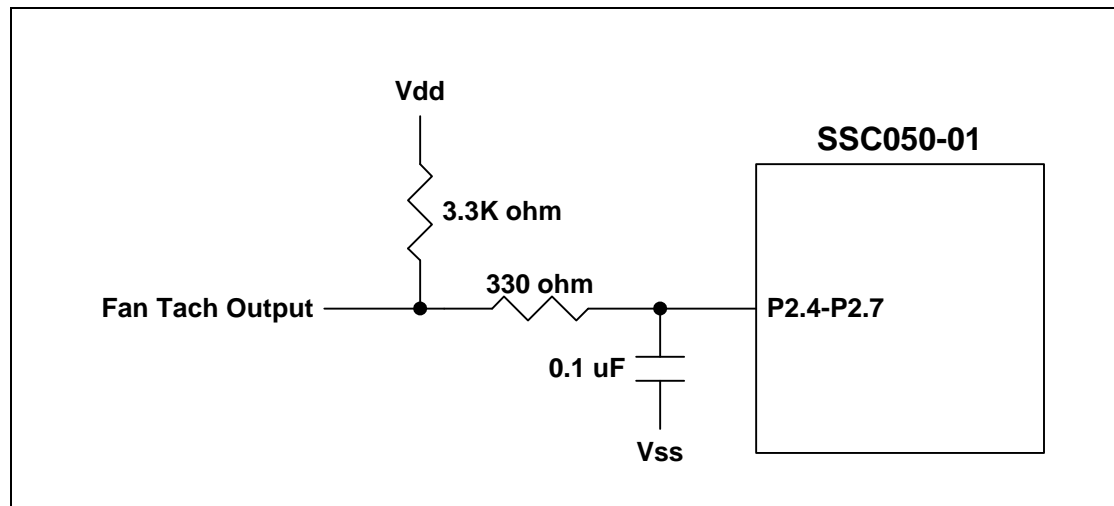 Vdd
SSC050-01
3.3K ohm
330 ohm
Fan Tach Output
P2.4-P2.7
0.1 uF
Vss